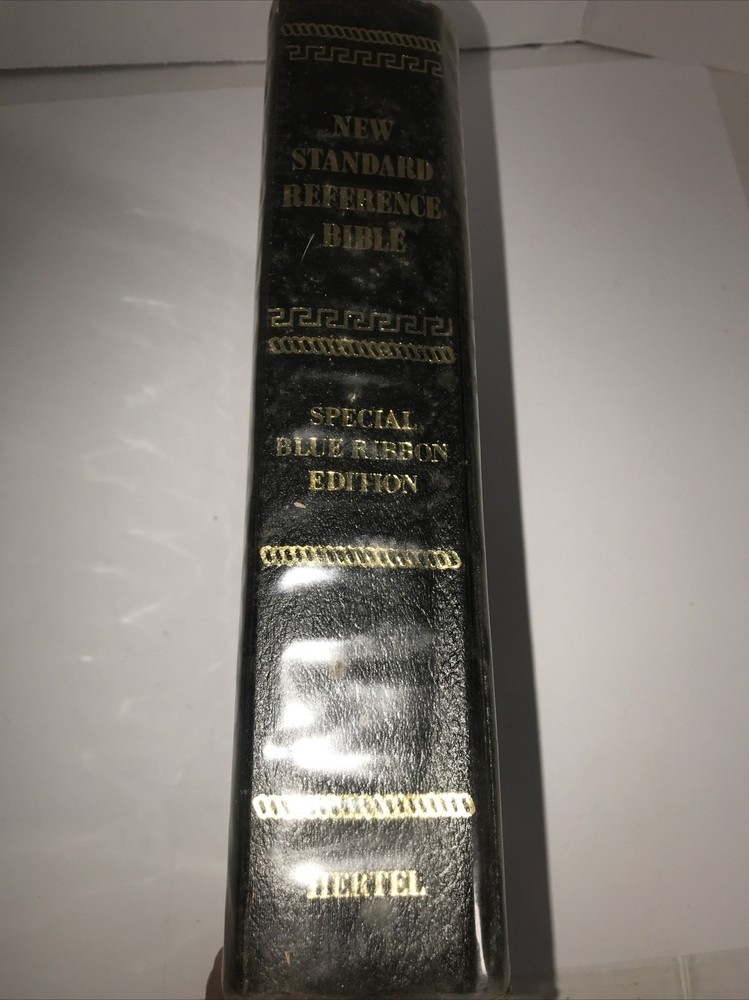 NEW
STANDARD
REFERENCE
BIBLE
SPECIAL
BLUE RIBBON
EDITION
HERTEL